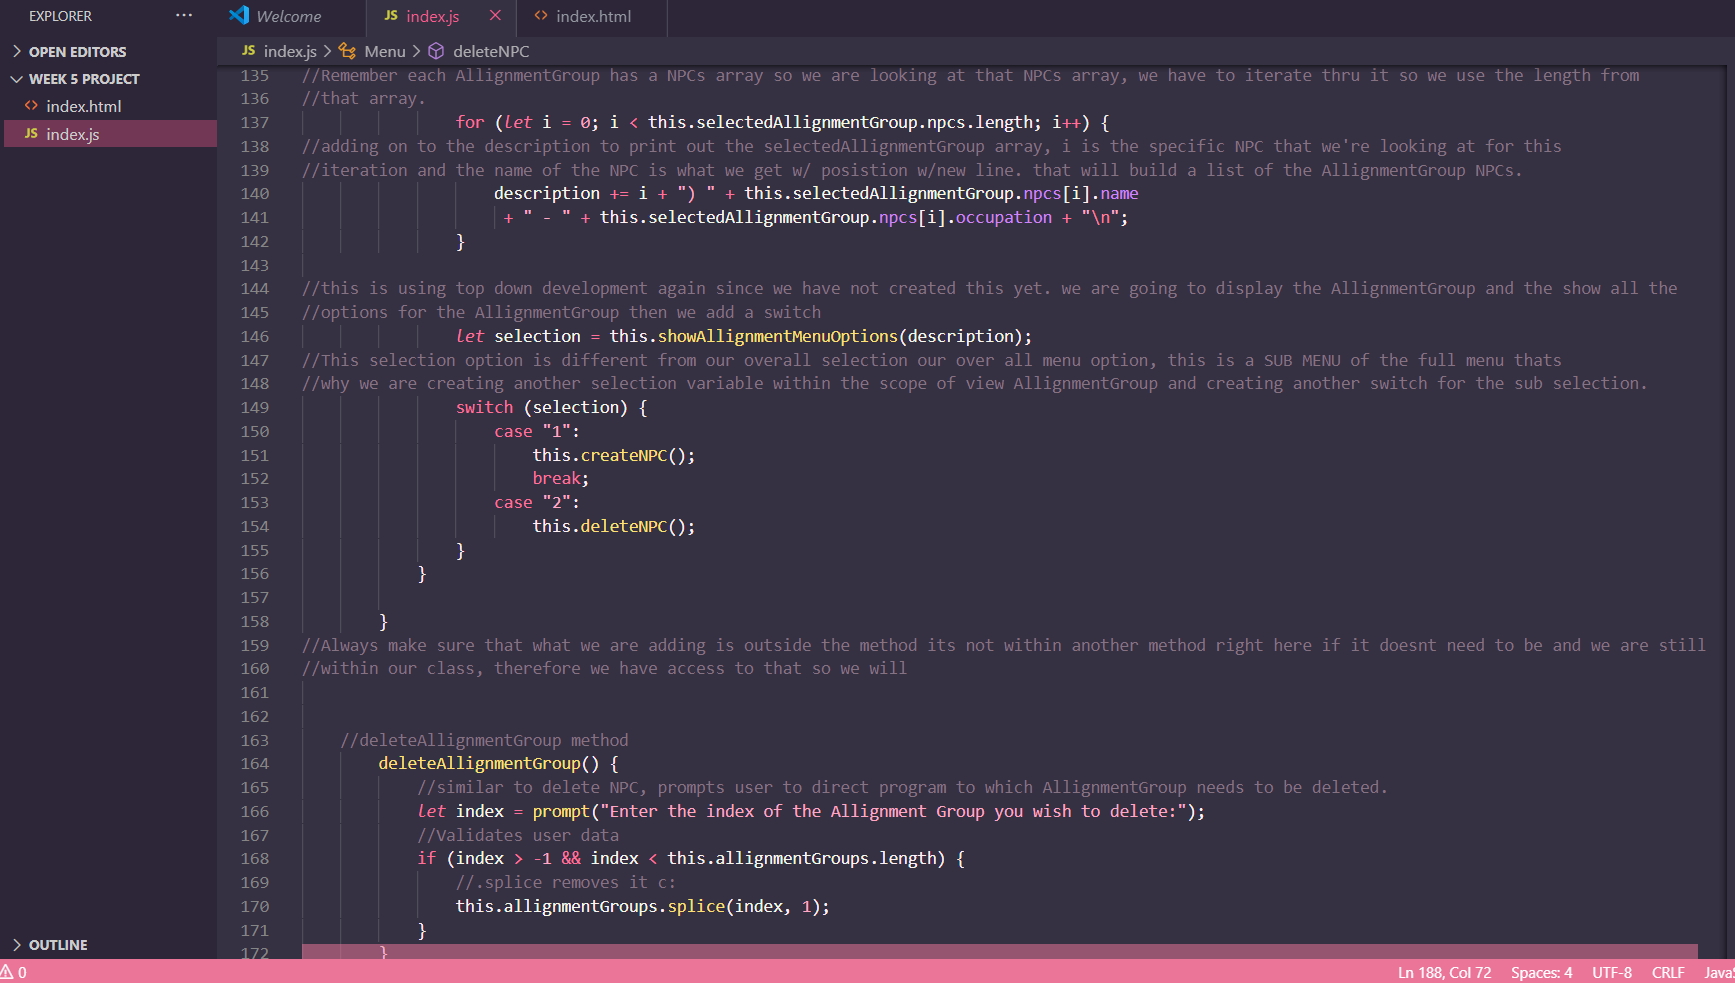 EXPLORER ···
OPEN EDITORS
WEEK 5 PROJECT
<> index.html
JS index.js
OUTLINE
Welcome JS index.js × <> index.html
JS index.js > Menu > deleteNPC
135 //Remember each AllignmentGroup has a NPCs array so we are looking at that NPCs array, we have to iterate thru it so we use the length from
136 //that array.
137 for (let i = 0; i < this.selectedAllignmentGroup.npcs.length; i++) {
138 //adding on to the description to print out the selectedAllignmentGroup array, i is the specific NPC that we're looking at for this
139 //iteration and the name of the NPC is what we get w/ posistion w/new line. that will build a list of the AllignmentGroup NPCs.
140 description += i + ") " + this.selectedAllignmentGroup.npcs[i].name
141 + " - " + this.selectedAllignmentGroup.npcs[i].occupation + "\n";
142 }
143
144 //this is using top down development again since we have not created this yet. we are going to display the AllignmentGroup and the show all the
145 //options for the AllignmentGroup then we add a switch
146 let selection = this.showAllignmentMenuOptions(description);
147 //This selection option is different from our overall selection our over all menu option, this is a SUB MENU of the full menu thats
148 //why we are creating another selection variable within the scope of view AllignmentGroup and creating another switch for the sub selection.
149 switch (selection) {
150 case "1":
151 this.createNPC();
152 break;
153 case "2":
154 this.deleteNPC();
155 }
156 }
157
158 }
159 //Always make sure that what we are adding is outside the method its not within another method right here if it doesnt need to be and we are still
160 //within our class, therefore we have access to that so we will
161
162
163 //deleteAllignmentGroup method
164 deleteAllignmentGroup() {
165 //similar to delete NPC, prompts user to direct program to which AllignmentGroup needs to be deleted.
166 let index = prompt("Enter the index of the Allignment Group you wish to delete:");
167 //Validates user data
168 if (index > -1 && index < this.allignmentGroups.length) {
169 //.splice removes it c:
170 this.allignmentGroups.splice(index, 1);
171 }
172 }
0 Ln 188, Col 72 Spaces: 4 UTF-8 CRLF JavaS